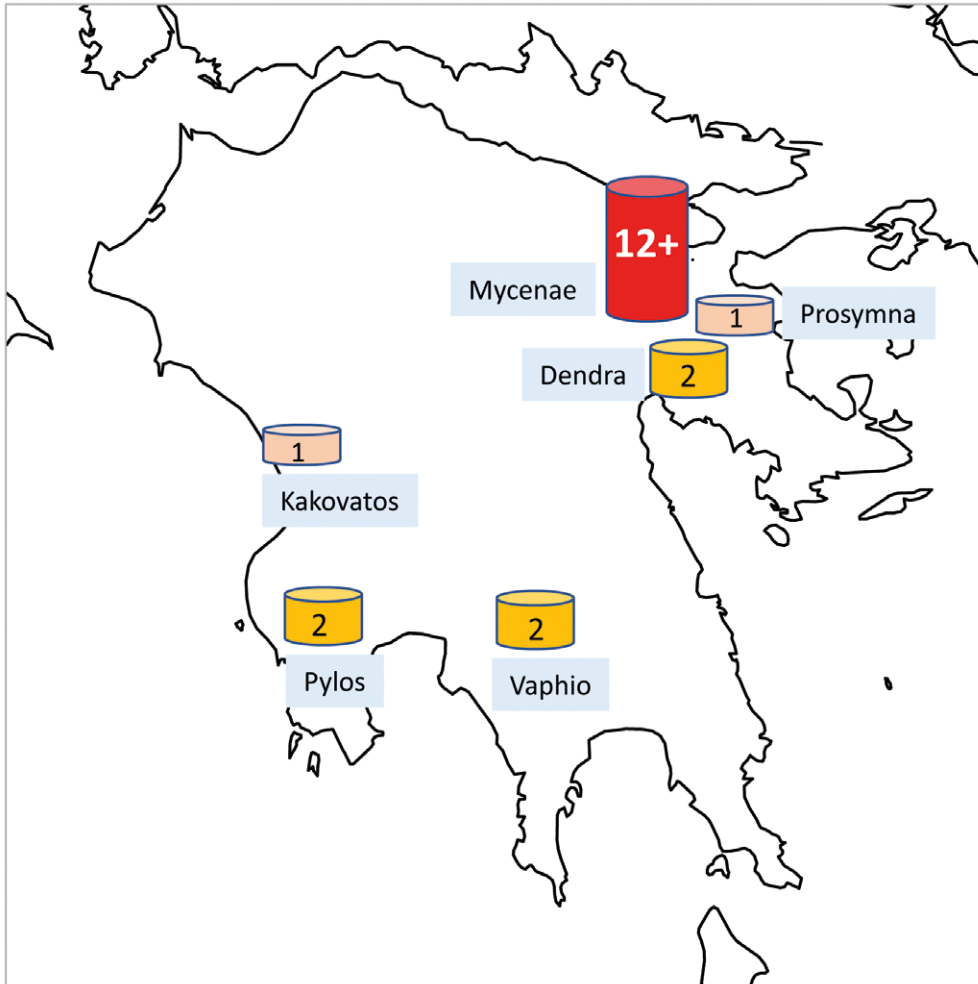 12+
Mycenae
1
Prosymna
Dendra
2
1
Kakovatos
2
Pylos
2
Vaphio